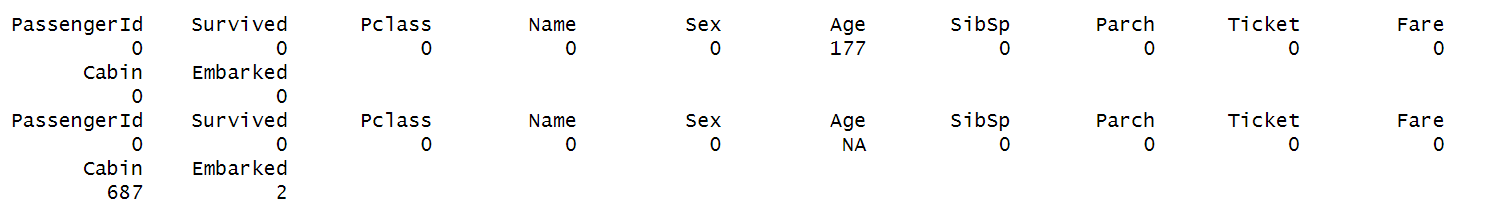 PassengerId Survived Pclass Name Sex Age SibSp Parch Ticket Fare
0 0 0 0 0 177 0 0 0 0
Cabin Embarked
0 0
PassengerId Survived Pclass Name Sex Age SibSp Parch Ticket Fare
0 0 0 0 0 NA 0 0 0 0
Cabin Embarked
687 2